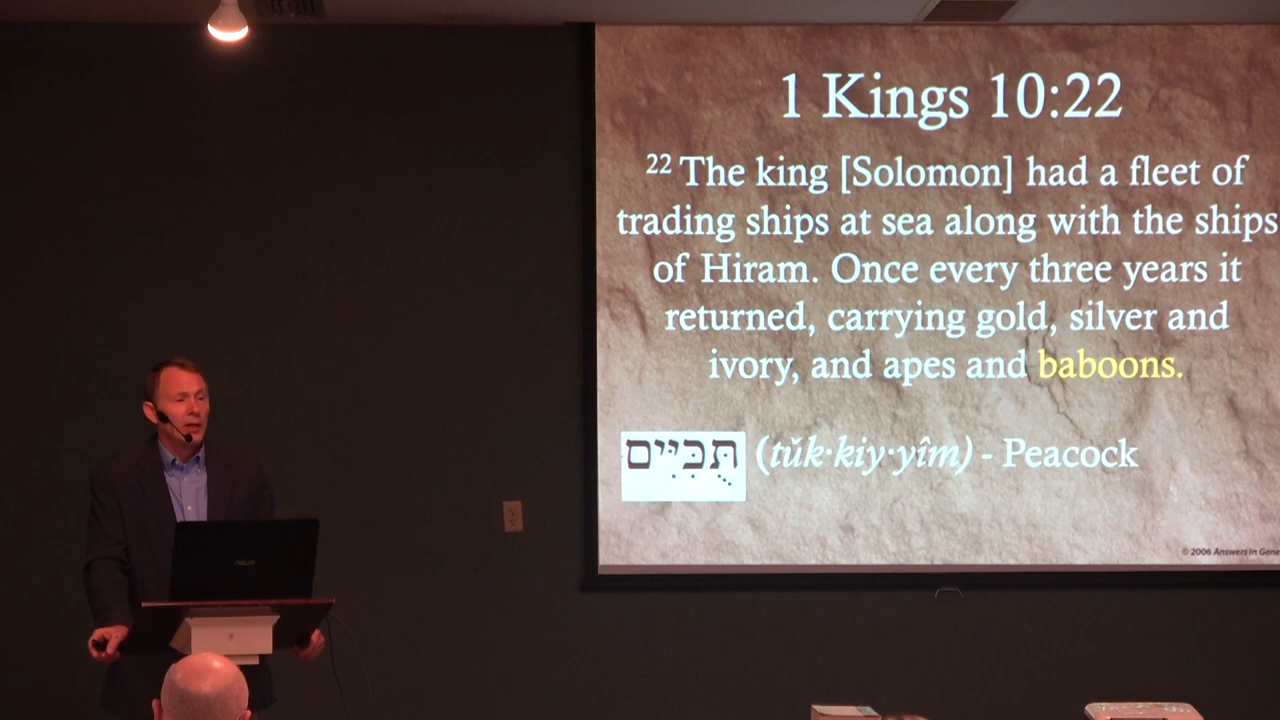 1 Kings 10:22
22 The king [Solomon] had a fleet of
trading ships at sea along with the ships
of Hiram. Once every three years it
returned, carrying gold, silver and
ivory, and apes and baboons.
תֻּכִּיִּים (tŭk·kiy·yîm) - Peacock
© 2006 Answers in Gene
ASUS